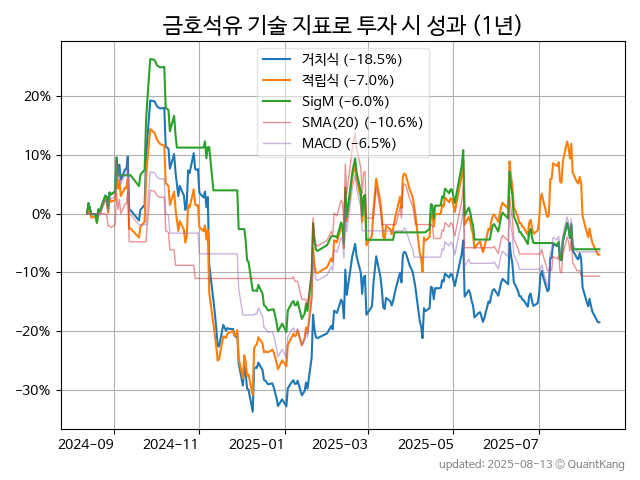 금호석유 기술 지표로 투자 시 성과 (1년)
거치식 (−18.5%)
적립식 (−7.0%)
SigM (−6.0%)
SMA(20) (−10.6%)
MACD (−6.5%)
20%
10%
0%
−10%
−20%
−30%
2024-09 2024-11 2025-01 2025-03 2025-05 2025-07
updated: 2025-08-13 ⓒ QuantKang